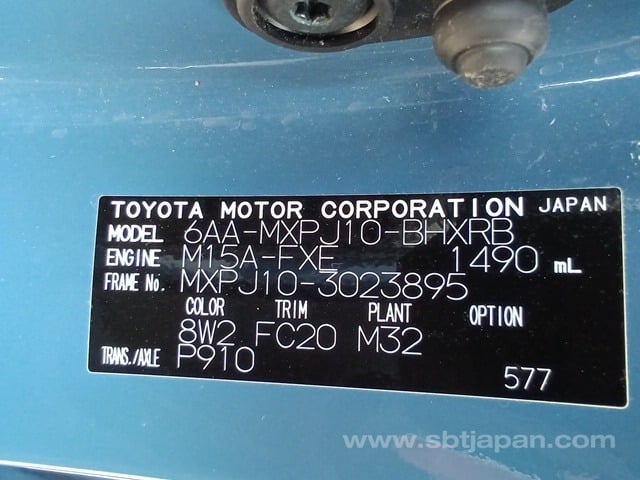 TOYOTA MOTOR CORPORATION JAPAN
MODEL 6AA-MXPJ10-BHXRB
ENGINE M15A-FXE 1490 mL
FRAME No. MXPJ10-3023895
COLOR TRIM PLANT OPTION
8W2 FC20 M32
TRANS./AXLE P910
577
www.sbtjapan.com